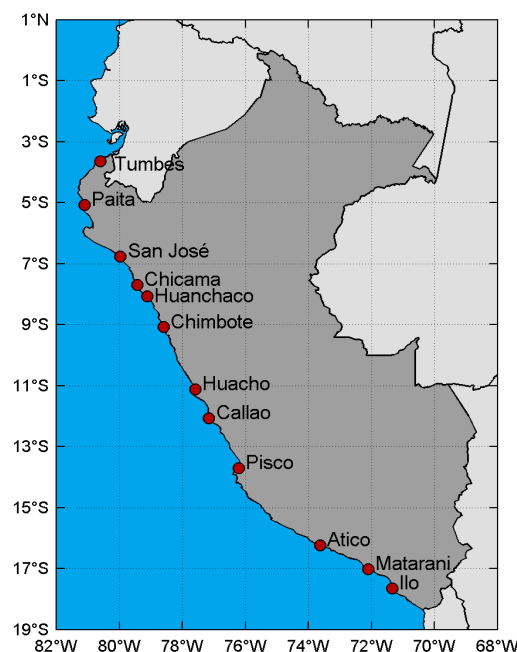 1°N
1°S
3°S
Tumbes
5°S
Paita
San José
7°S
Chicama
Huanchaco
9°S
Chimbote
11°S
Huacho
Callao
13°S
Pisco
15°S
Atico
17°S
Matarani
Ilo
19°S
82°W 80°W 78°W 76°W 74°W 72°W 70°W 68°W